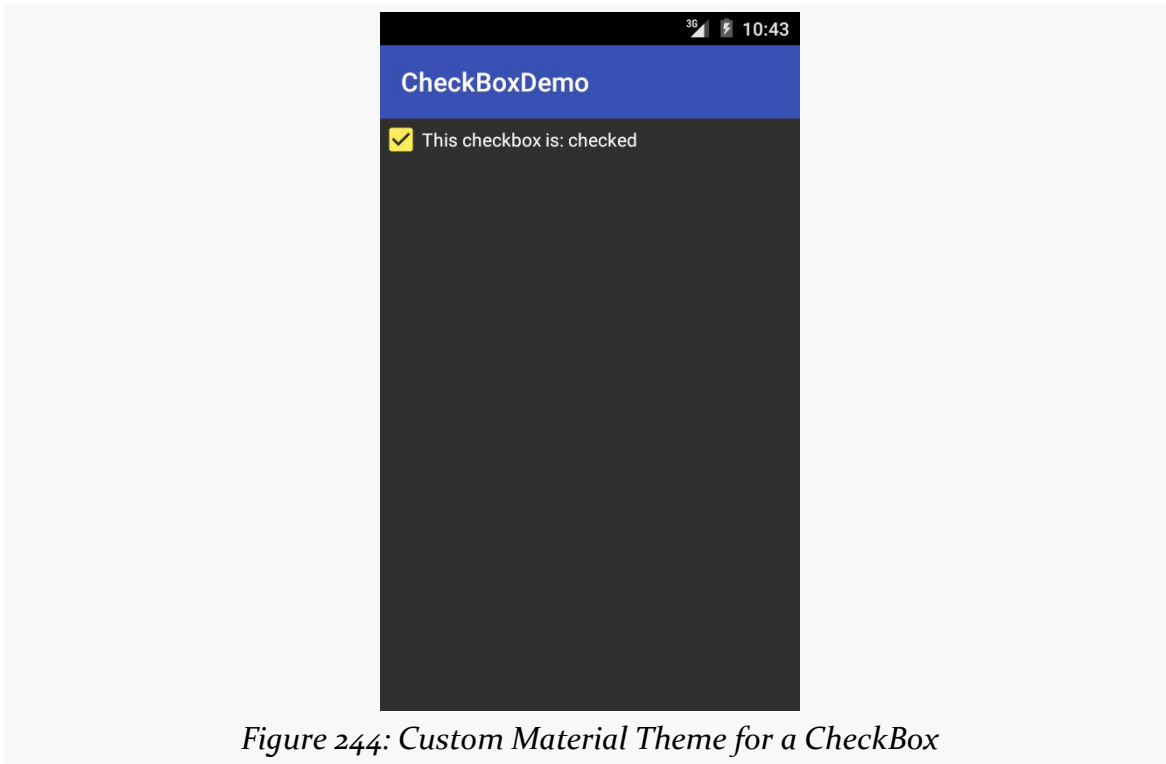 3G 10:43
CheckBoxDemo
This checkbox is: checked
Figure 244: Custom Material Theme for a CheckBox